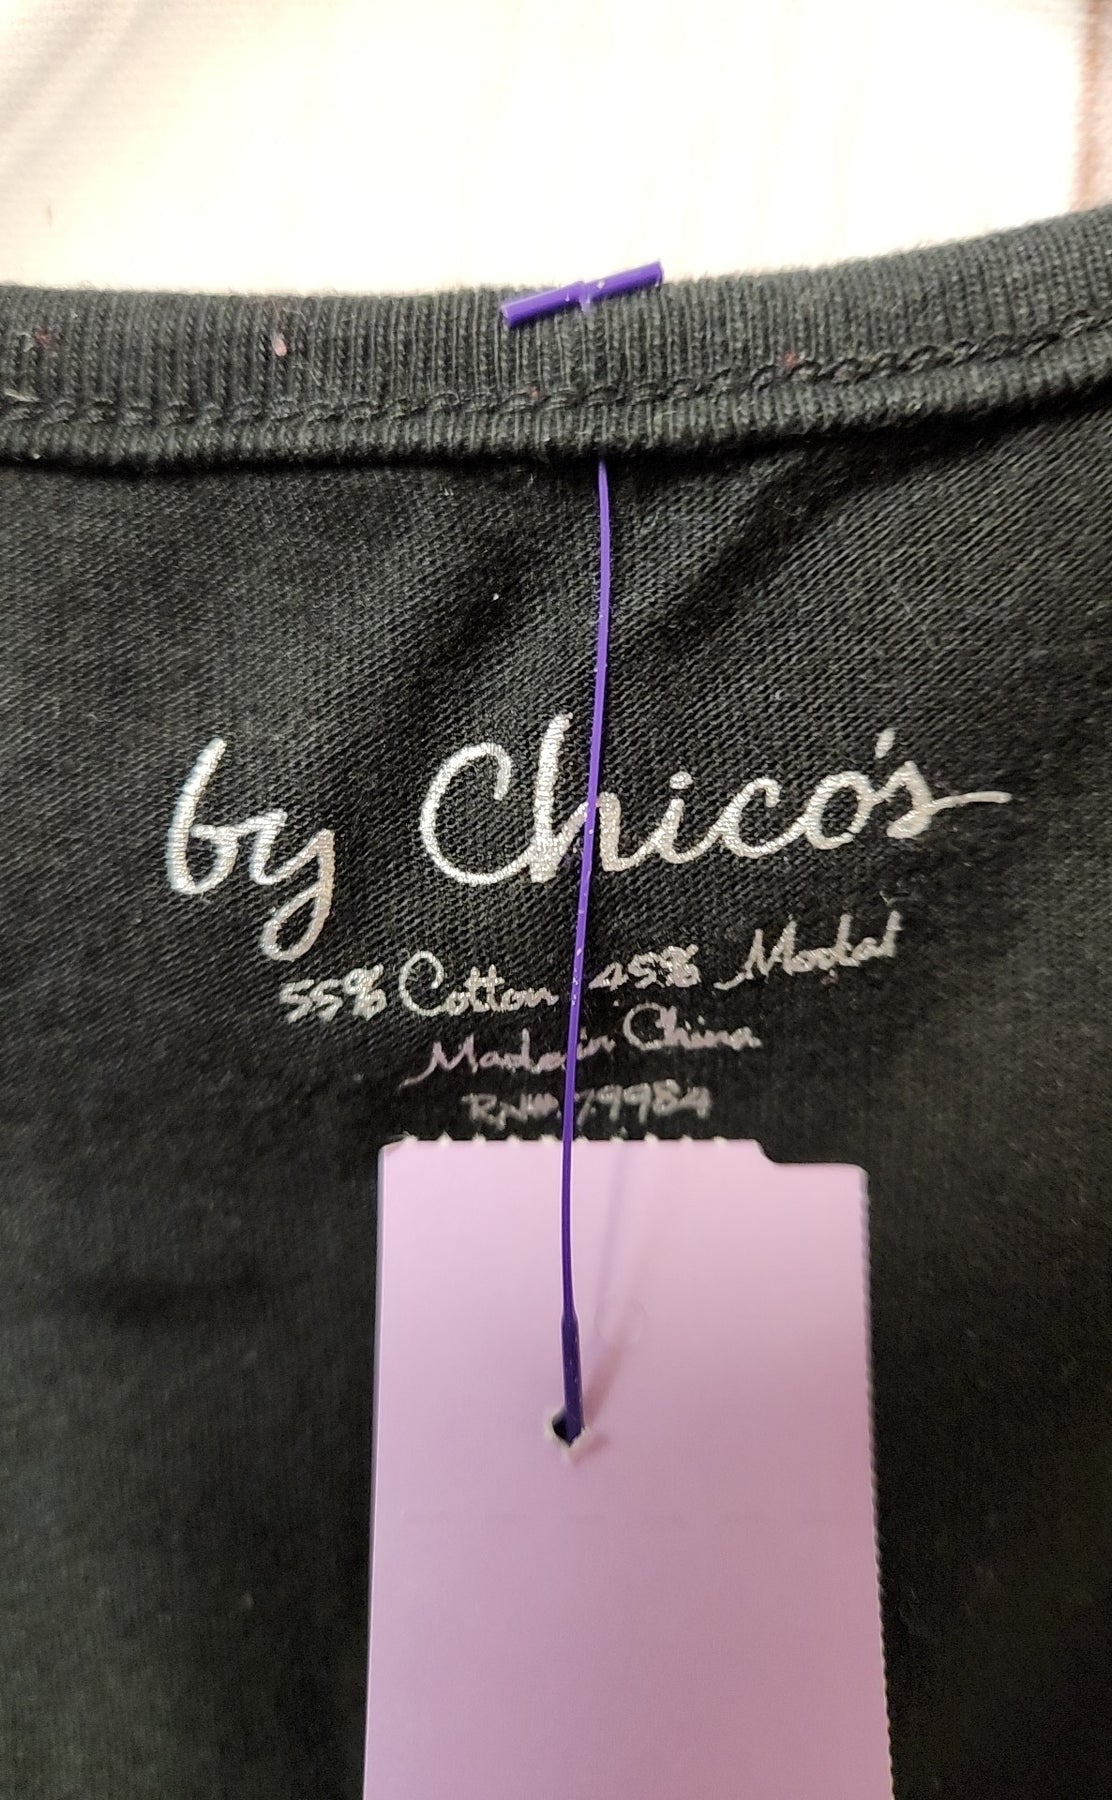 by Chico's
55% Cotton 45% Modal
Made in China
RN#: 79984